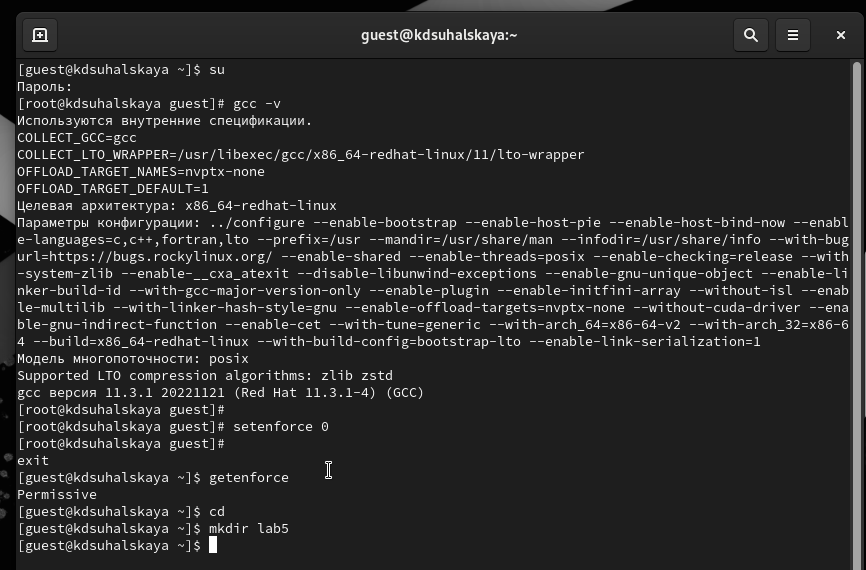 guest@kdsuhalskaya:~
[guest@kdsuhalskaya ~]$ su
Пароль:
[root@kdsuhalskaya guest]# gcc -v
Используются внутренние спецификации.
COLLECT_GCC=gcc
COLLECT_LTO_WRAPPER=/usr/libexec/gcc/x86_64-redhat-linux/11/lto-wrapper
OFFLOAD_TARGET_NAMES=nvptx-none
OFFLOAD_TARGET_DEFAULT=1
Целевая архитектура: x86_64-redhat-linux
Параметры конфигурации: ../configure --enable-bootstrap --enable-host-pie --enable-host-bind-now --enabl
e-languages=c,c++,fortran,lto --prefix=/usr --mandir=/usr/share/man --infodir=/usr/share/info --with-bug
url=https://bugs.rockylinux.org/ --enable-shared --enable-threads=posix --enable-checking=release --with
-system-zlib --enable-__cxa_atexit --disable-libunwind-exceptions --enable-gnu-unique-object --enable-li
nker-build-id --with-gcc-major-version-only --enable-plugin --enable-initfini-array --without-isl --enab
le-multilib --with-linker-hash-style=gnu --enable-offload-targets=nvptx-none --without-cuda-driver --ena
ble-gnu-indirect-function --enable-cet --with-tune=generic --with-arch_64=x86-64-v2 --with-arch_32=x86-6
4 --build=x86_64-redhat-linux --with-build-config=bootstrap-lto --enable-link-serialization=1
Модель многопоточности: posix
Supported LTO compression algorithms: zlib zstd
gcc версия 11.3.1 20221121 (Red Hat 11.3.1-4) (GCC)
[root@kdsuhalskaya guest]#
[root@kdsuhalskaya guest]# setenforce 0
[root@kdsuhalskaya guest]#
exit
[guest@kdsuhalskaya ~]$ getenforce
Permissive
[guest@kdsuhalskaya ~]$ cd
[guest@kdsuhalskaya ~]$ mkdir lab5
[guest@kdsuhalskaya ~]$